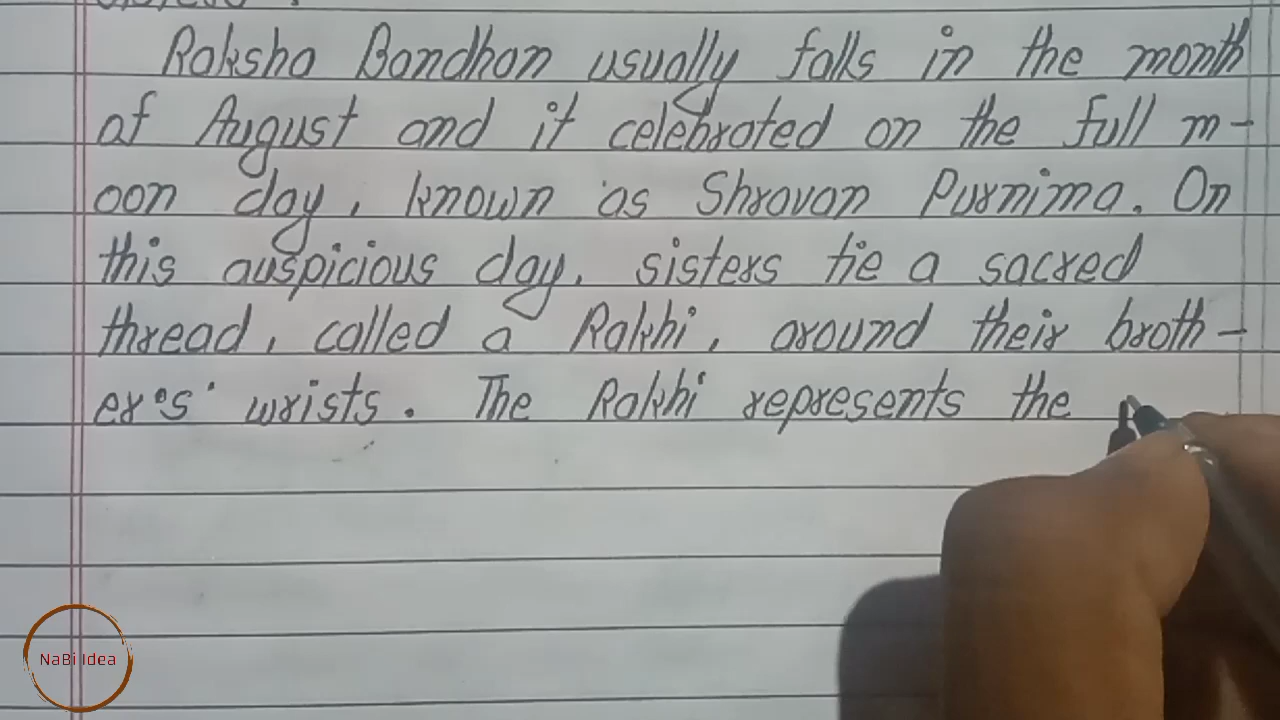 Raksha Bandhan usually falls in the month
of August and it celebrated on the full m-
oon day, known as Shravan Purnima. On
this auspicious day, sisters tie a sacred
thread, called a Rakhi, around their broth-
er's' wrists. The Rakhi represents the
NaBi Idea